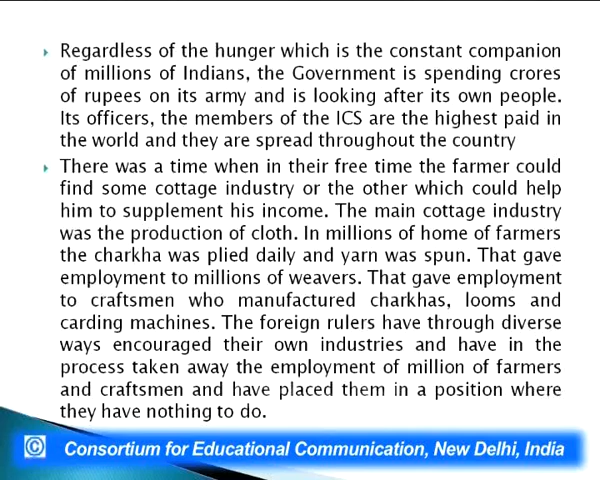 Regardless of the hunger which is the constant companion
of millions of Indians, the Government is spending crores
of rupees on its army and is looking after its own people.
Its officers, the members of the ICS are the highest paid in
the world and they are spread throughout the country
There was a time when in their free time the farmer could
find some cottage industry or the other which could help
him to supplement his income. The main cottage industry
was the production of cloth. In millions of home of farmers
the charkha was plied daily and yarn was spun. That gave
employment to millions of weavers. That gave employment
to craftsmen who manufactured charkhas, looms and
carding machines. The foreign rulers have through diverse
ways encouraged their own industries and have in the
process taken away the employment of million of farmers
and craftsmen and have placed them in a position where
they have nothing to do.
© Consortium for Educational Communication, New Delhi, India